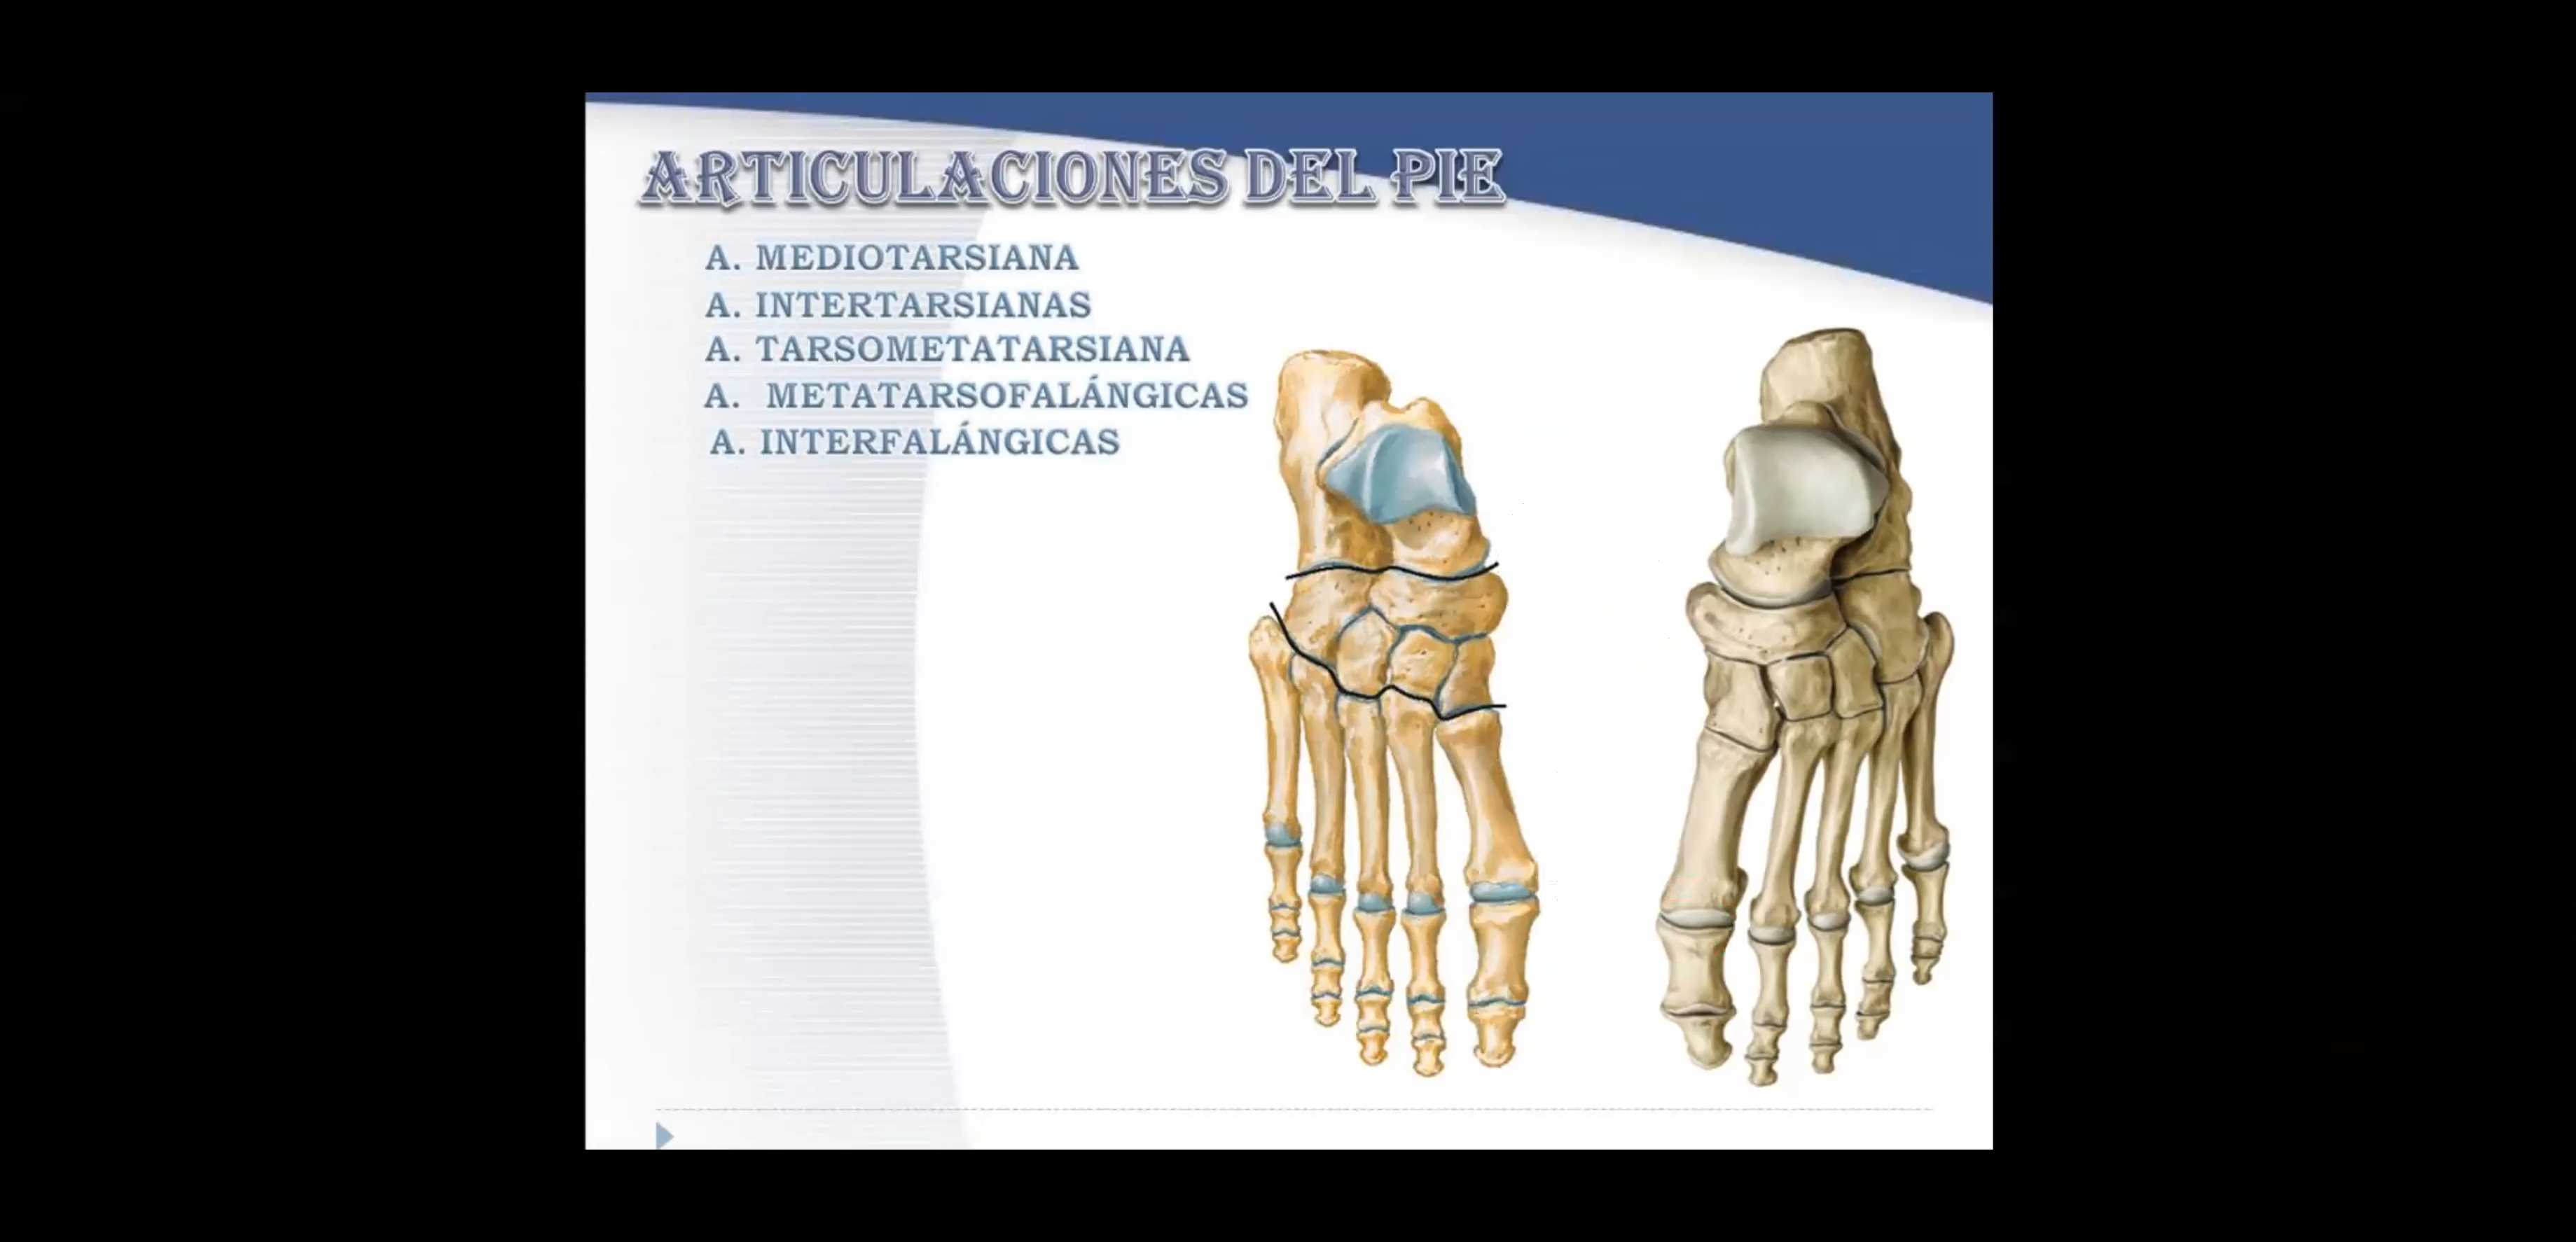 ARTICULACIONES DEL PIE
A. MEDIOTARSIANA
A. INTERTARSIANAS
A. TARSOMETATARSIANA
A. METATARSOFALÁNGICAS
A. INTERFALÁNGICAS